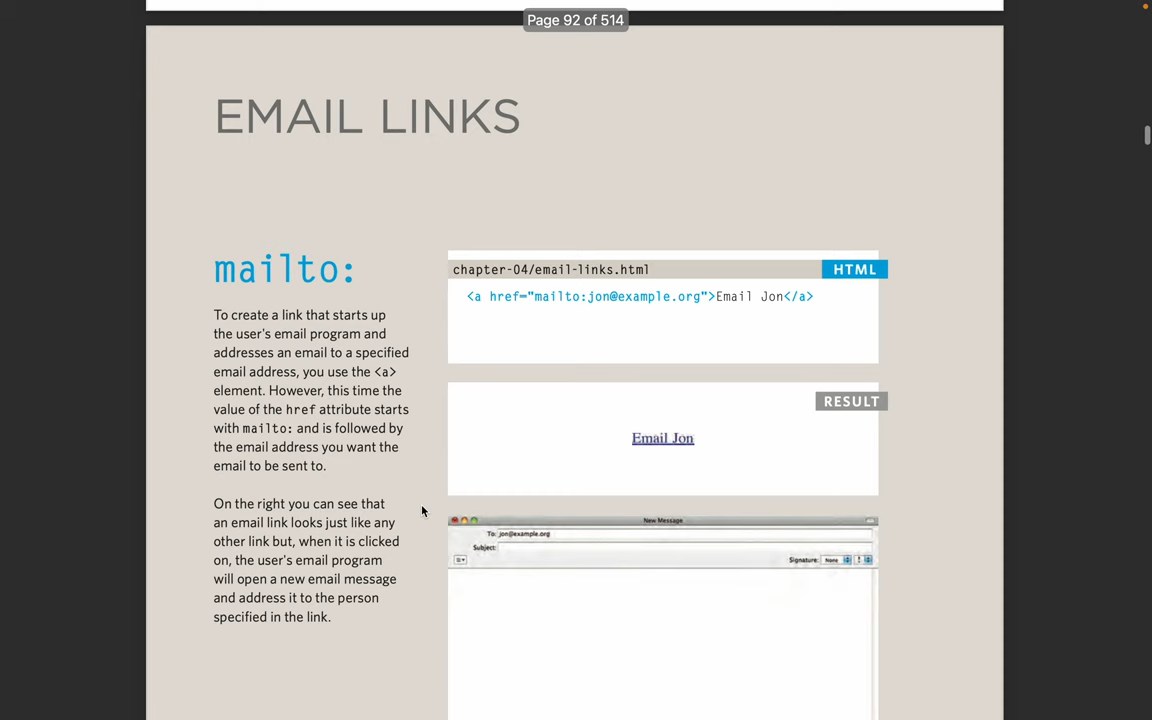 Page 92 of 514
EMAIL LINKS
mailto:
To create a link that starts up
the user's email program and
addresses an email to a specified
email address, you use the <a>
element. However, this time the
value of the href attribute starts
with mailto: and is followed by
the email address you want the
email to be sent to.
On the right you can see that
an email link looks just like any
other link but, when it is clicked
on, the user's email program
will open a new email message
and address it to the person
specified in the link.
chapter-04/email-links.html
HTML
<a href="mailto:jon@example.org">Email Jon</a>
RESULT
Email Jon
New Message
To: jon@example.org
Subject:
Signature: None